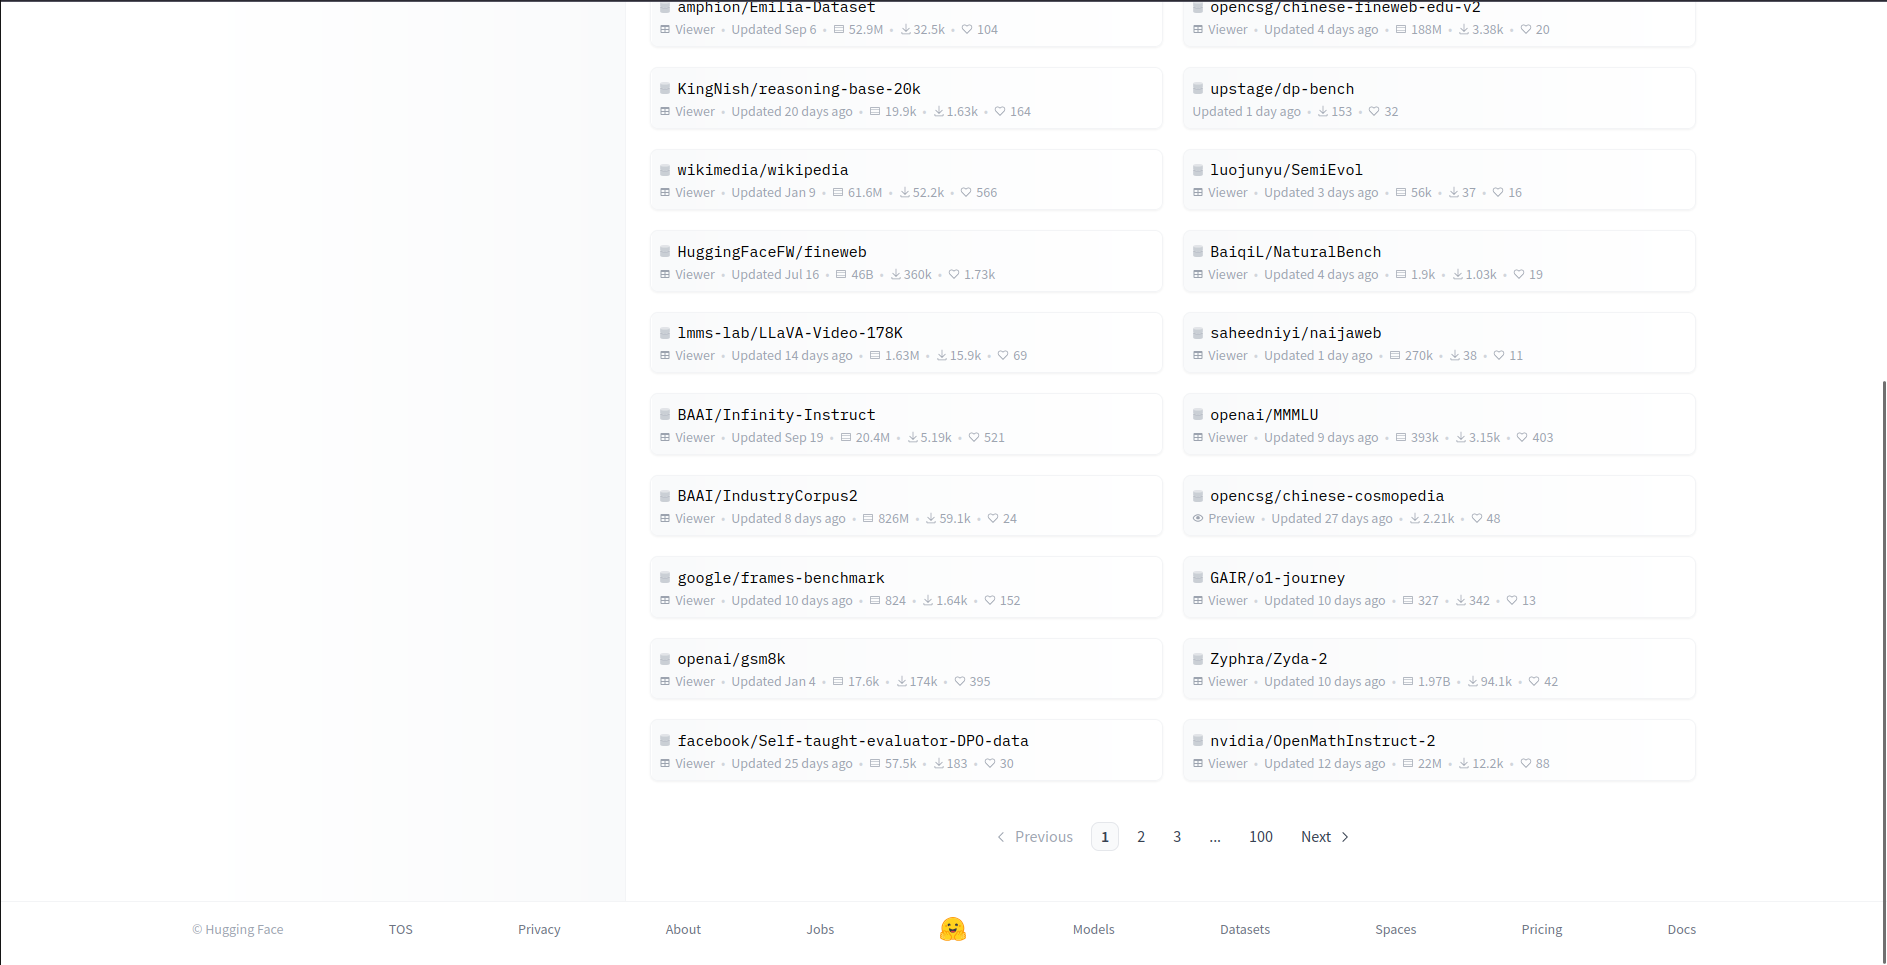 amphion/Emilia-Dataset
Viewer • Updated Sep 6 • 52.9M • 32.5k • 104
opencsg/chinese-fineweb-edu-v2
Viewer • Updated 4 days ago • 188M • 3.38k • 20
KingNish/reasoning-base-20k
Viewer • Updated 20 days ago • 19.9k • 1.63k • 164
upstage/dp-bench
Updated 1 day ago • 153 • 32
wikimedia/wikipedia
Viewer • Updated Jan 9 • 61.6M • 52.2k • 566
luojunyu/SemiEvol
Viewer • Updated 3 days ago • 56k • 37 • 16
HuggingFaceFW/fineweb
Viewer • Updated Jul 16 • 46B • 360k • 1.73k
BaiqiL/NaturalBench
Viewer • Updated 4 days ago • 1.9k • 1.03k • 19
lmms-lab/LLaVA-Video-178K
Viewer • Updated 14 days ago • 1.63M • 15.9k • 69
saheedniyi/naijaweb
Viewer • Updated 1 day ago • 270k • 38 • 11
BAAI/Infinity-Instruct
Viewer • Updated Sep 19 • 20.4M • 5.19k • 521
openai/MMMLU
Viewer • Updated 9 days ago • 393k • 3.15k • 403
BAAI/IndustryCorpus2
Viewer • Updated 8 days ago • 826M • 59.1k • 24
opencsg/chinese-cosmopedia
Preview • Updated 27 days ago • 2.21k • 48
google/frames-benchmark
Viewer • Updated 10 days ago • 824 • 1.64k • 152
GAIR/o1-journey
Viewer • Updated 10 days ago • 327 • 342 • 13
openai/gsm8k
Viewer • Updated Jan 4 • 17.6k • 174k • 395
Zyphra/Zyda-2
Viewer • Updated 10 days ago • 1.97B • 94.1k • 42
facebook/Self-taught-evaluator-DPO-data
Viewer • Updated 25 days ago • 57.5k • 183 • 30
nvidia/OpenMathInstruct-2
Viewer • Updated 12 days ago • 22M • 12.2k • 88
Previous 1 2 3 ... 100 Next
© Hugging Face TOS Privacy About Jobs Models Datasets Spaces Pricing Docs